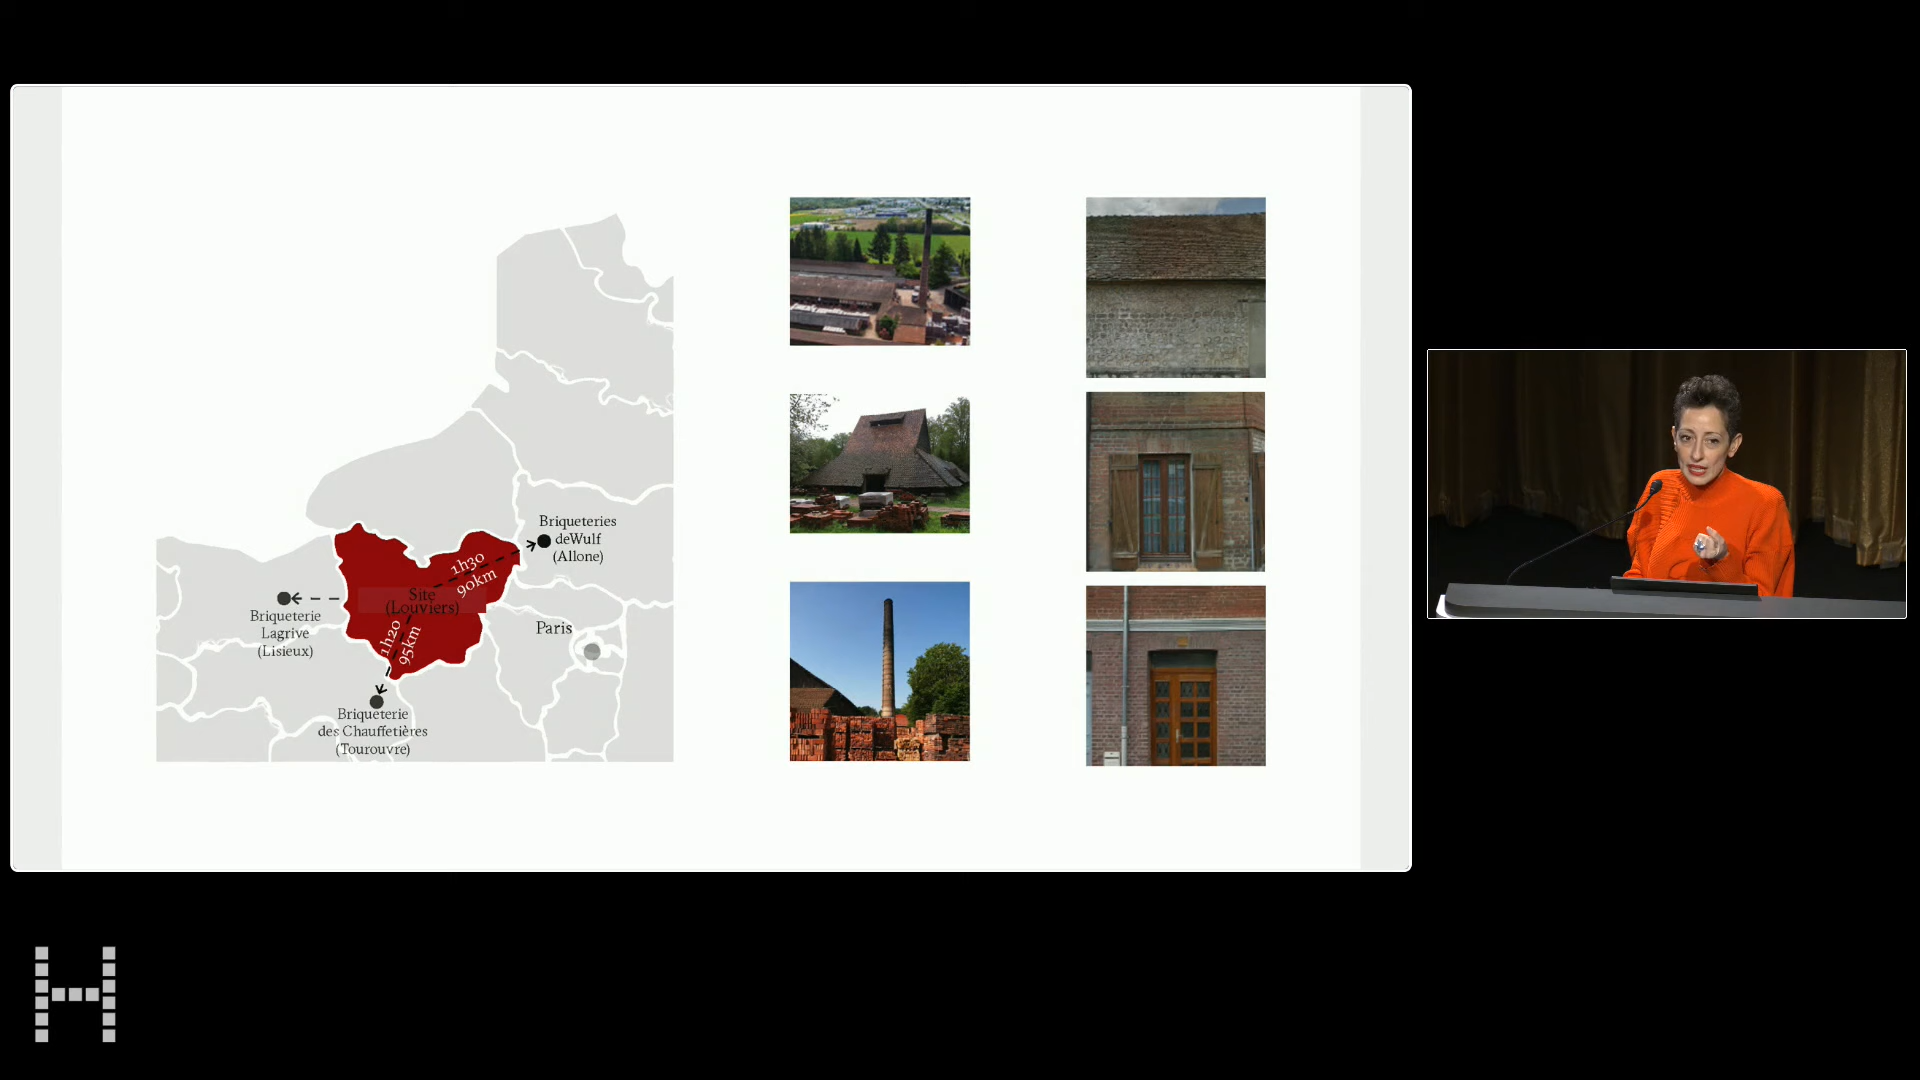 Briqueteries
deWulf
(Allone)
1h30
90km
Site
(Louviers)
Briqueterie
Lagrive
(Lisieux)
Paris
1h20
95km
Briqueterie
des Chauffetières
(Tourouvre)
H